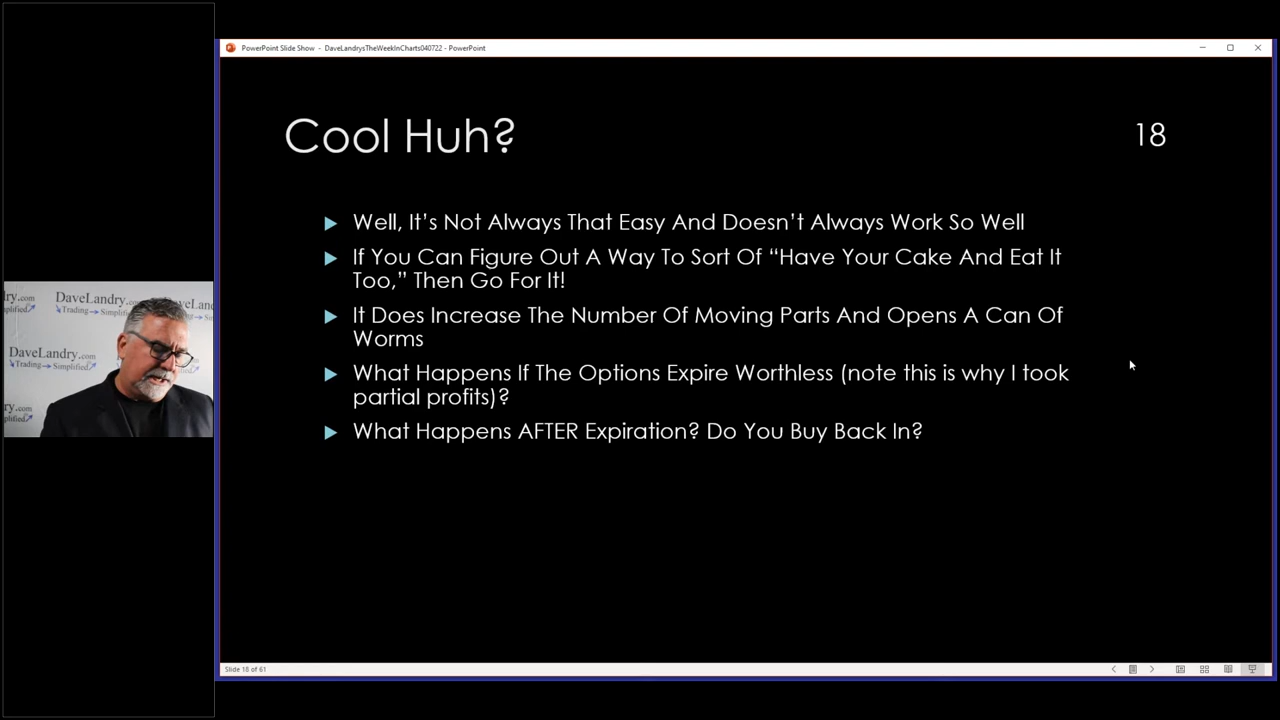 PowerPoint Slide Show - DaveLandrysTheWeekInCharts040722 - PowerPoint
Cool Huh?
18
Well, It's Not Always That Easy And Doesn't Always Work So Well
If You Can Figure Out A Way To Sort Of “Have Your Cake And Eat It
Too,” Then Go For It!
It Does Increase The Number Of Moving Parts And Opens A Can Of
Worms
What Happens If The Options Expire Worthless (note this is why I took
partial profits)?
What Happens AFTER Expiration? Do You Buy Back In?
DaveLandry.com
Trading Simplified
DaveLandry.com
Trading Simplified
Slide 18 of 61